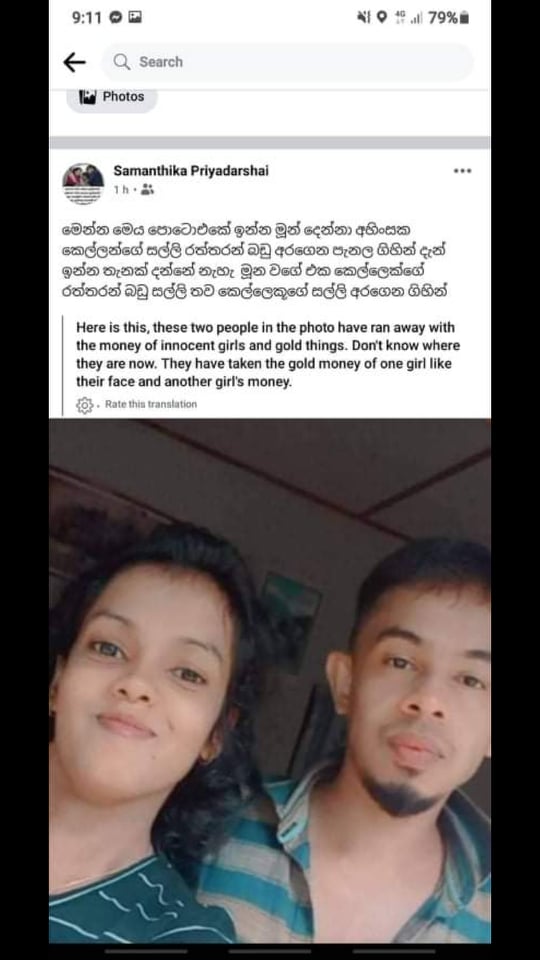 9:11
4G
79%
Search
Photos
Samanthika Priyadarshai
1 h
මෙන්න මෙය පොටොඑකේ ඉන්න මූන් දෙන්නා අහිංසක
කෙල්ලන්ගේ සල්ලි රත්තරන් බඩු අරගෙන පැනල ගිහින් දැන්
ඉන්න තැනක් දන්නේ නැහැ මූන වගේ එක කෙල්ලෙක්ගේ
රත්තරන් බඩු සල්ලි තව කෙල්ලෙකූගේ සල්ලි අරගෙන ගිහින්
Here is this, these two people in the photo have ran away with
the money of innocent girls and gold things. Don't know where
they are now. They have taken the gold money of one girl like
their face and another girl's money.
Rate this translation